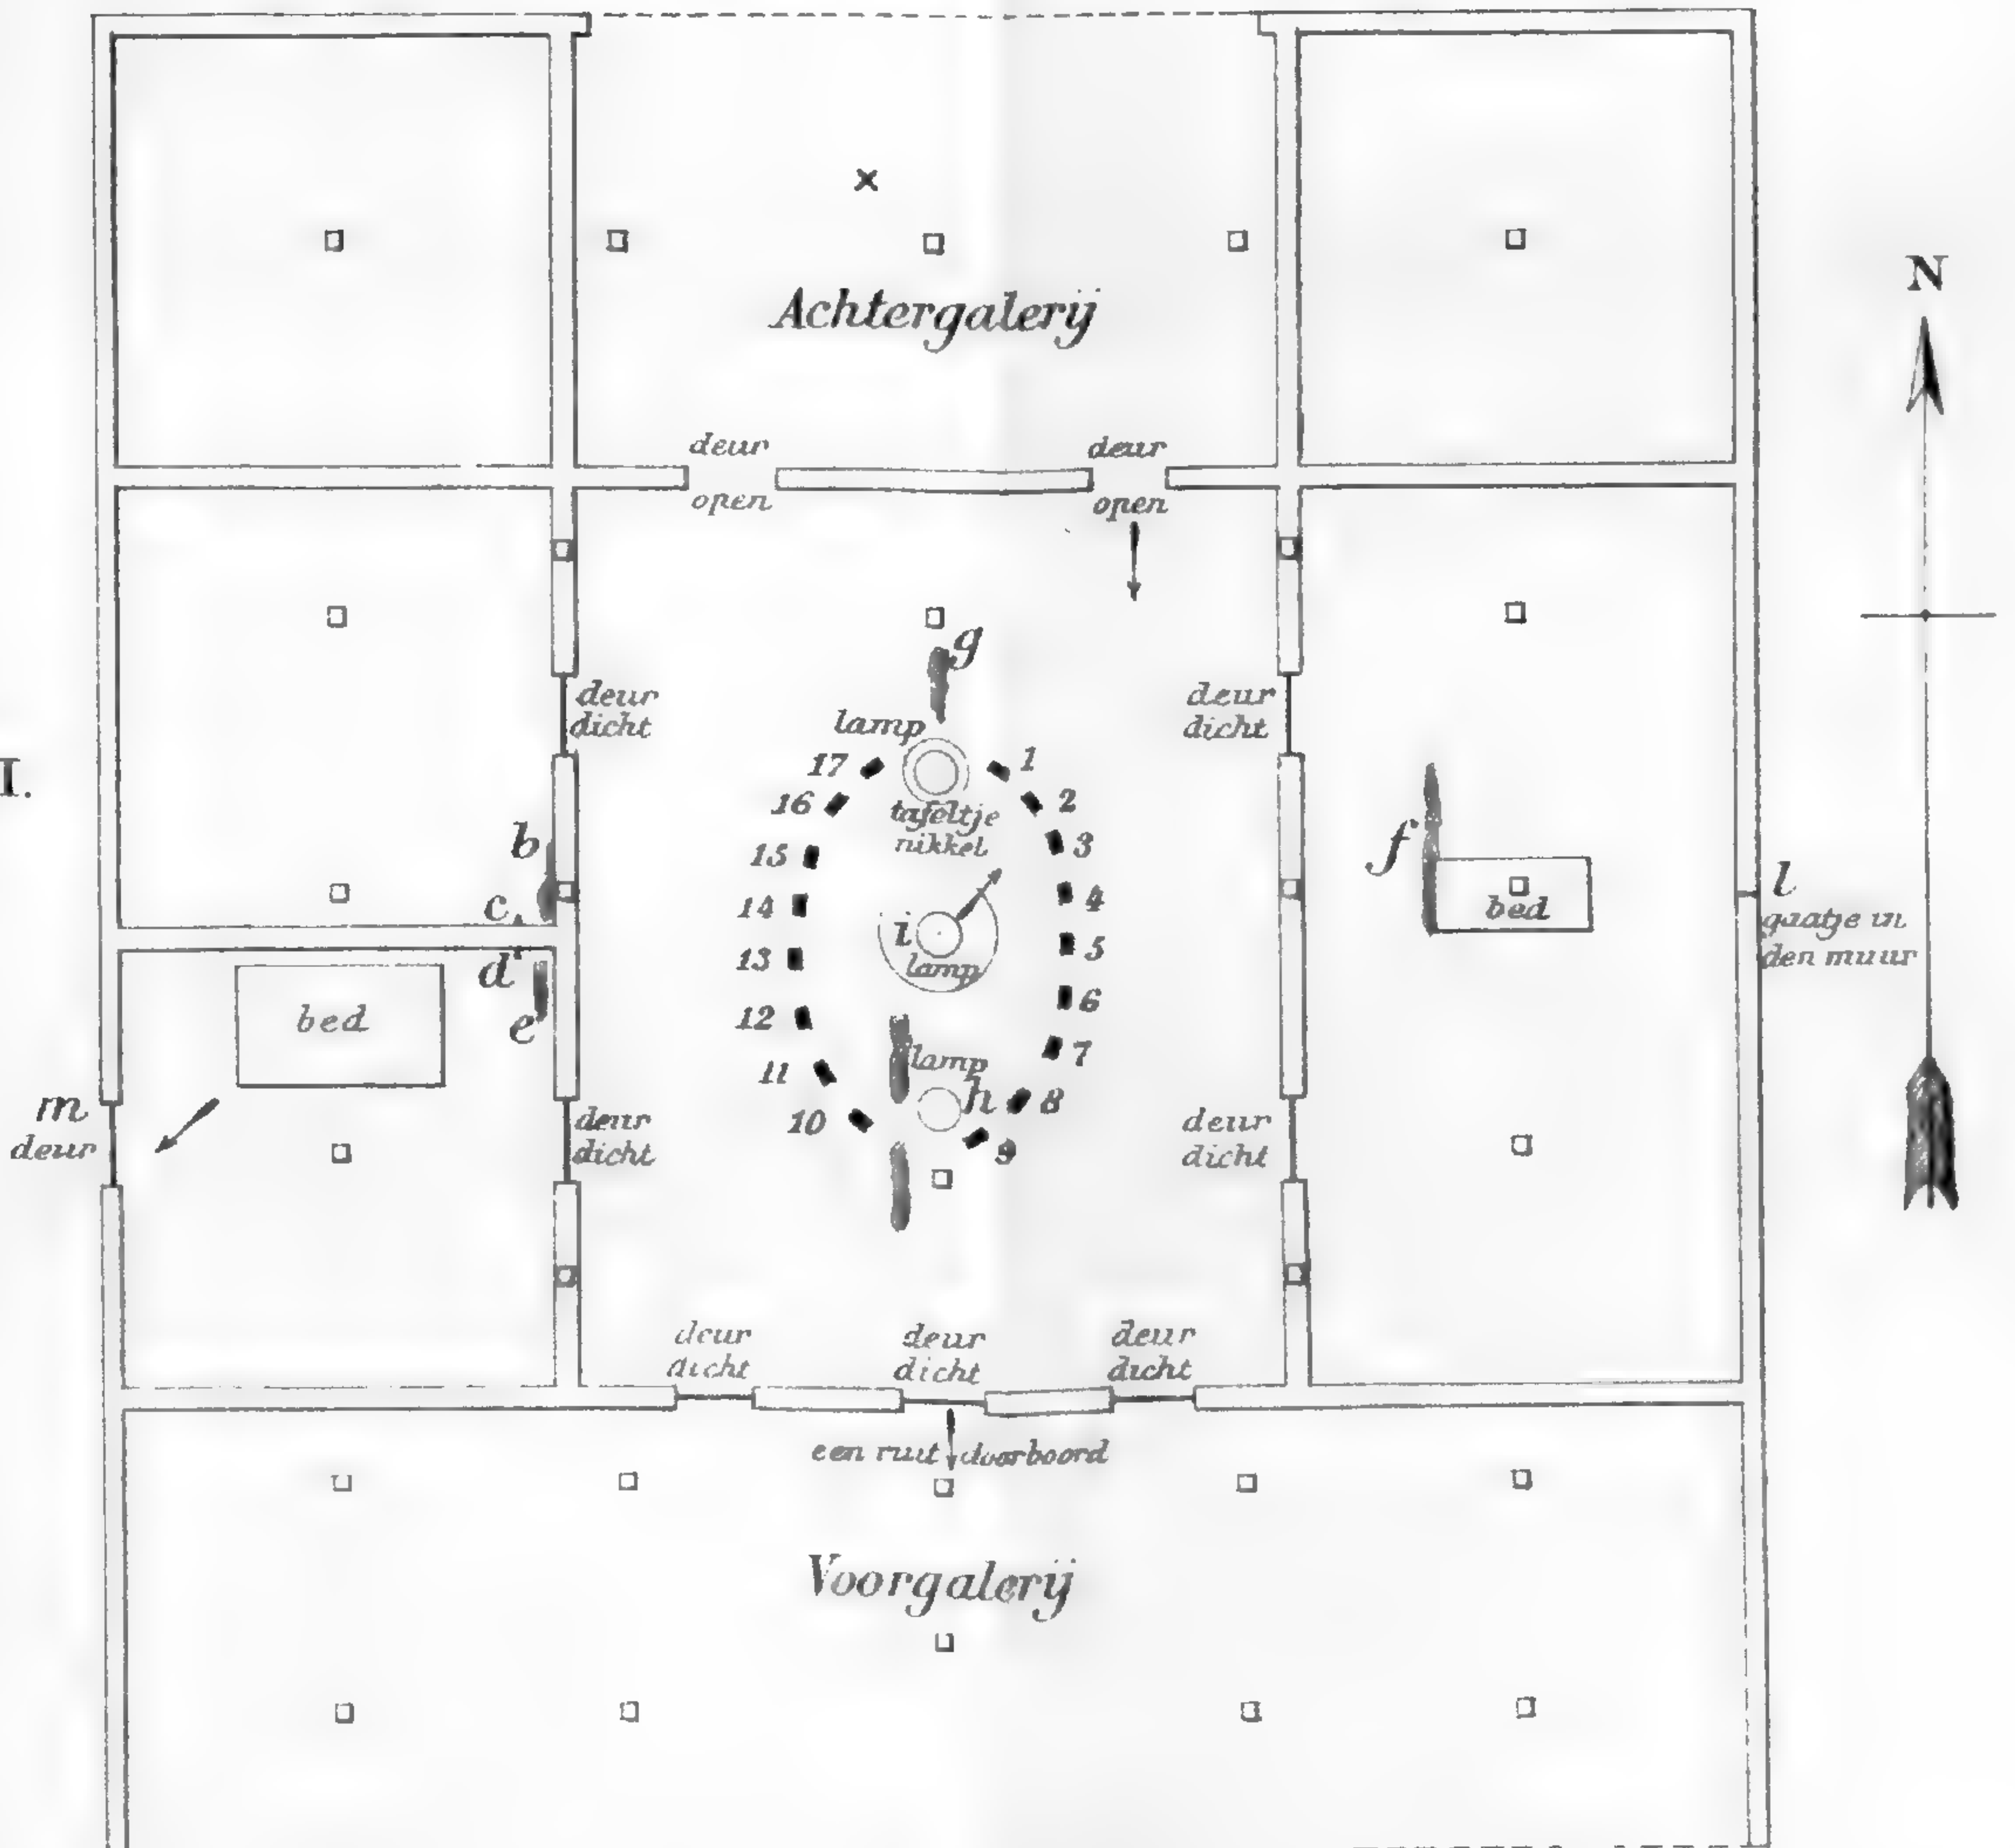 ×
Achtergalerij
N
deur
open
deur
open
g
deur
dicht
deur
dicht
lamp
17
1
16
2
tafeltje
nikkel
15
3
I.
b
f
c.
14
4
l
i
bed
gaatje in
den muur
13
5
lamp
d
bed
e
12
6
lamp
7
11
h
8
m
deur
10
9
deur
dicht
deur
dicht
deur
dicht
deur
dicht
deur
dicht
een ruit doorboord
Voorgalerij